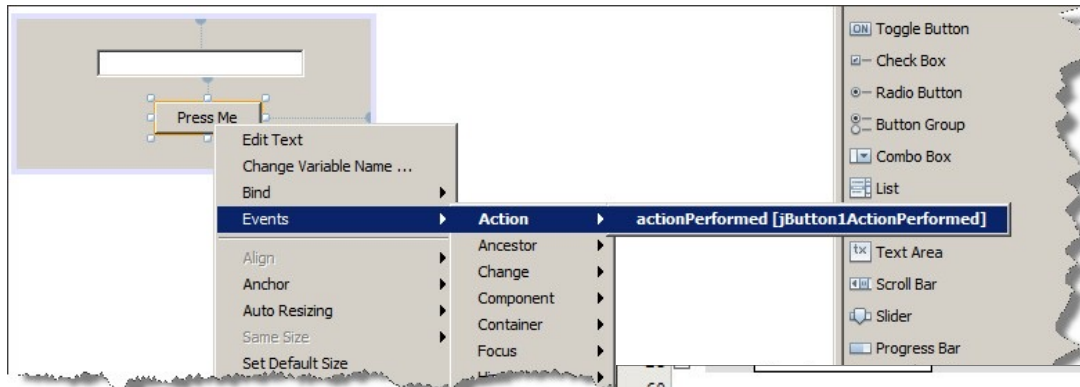 Press Me
Edit Text
Change Variable Name ...
Bind
Events
Align
Anchor
Auto Resizing
Same Size
Set Default Size
Action
Ancestor
Change
Component
Container
Focus
actionPerformed [jButton1ActionPerformed]
ON Toggle Button
Check Box
Radio Button
Button Group
Combo Box
List
tx Text Area
Scroll Bar
Slider
Progress Bar